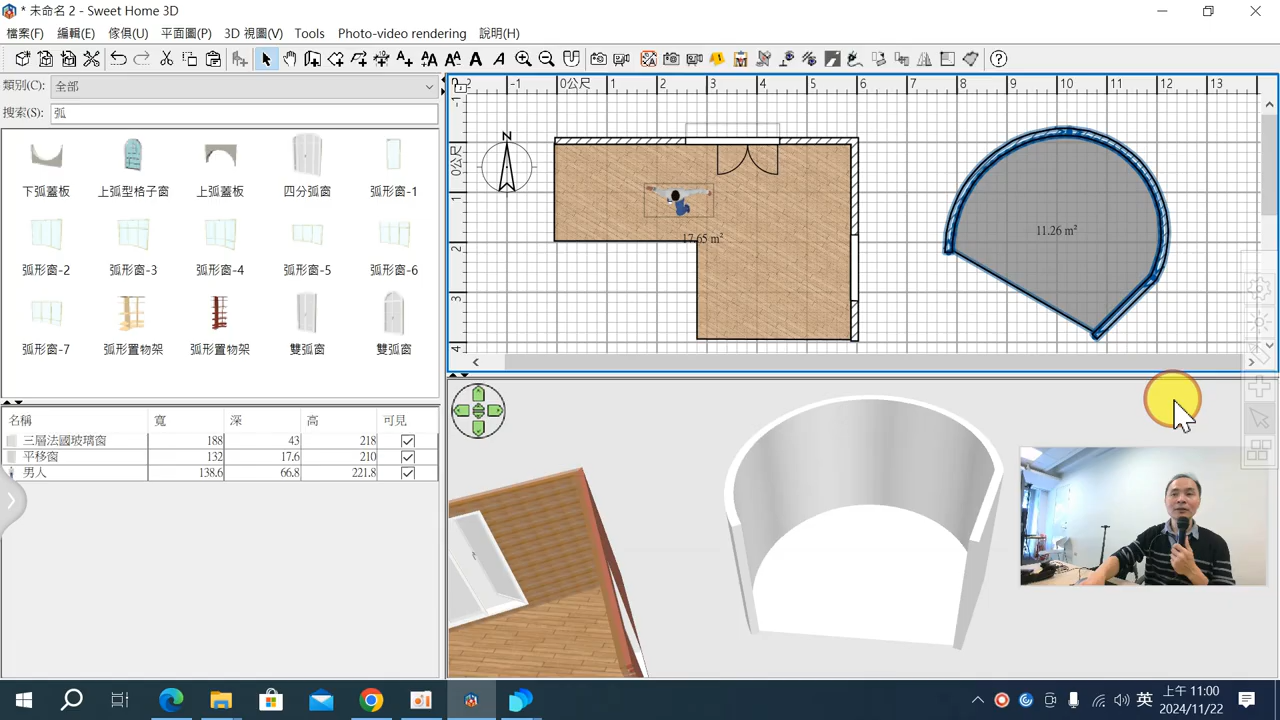 * 未命名 2 - Sweet Home 3D
檔案(F) 編輯(E) 傢俱(U) 平面圖(P) 3D 視圖(V) Tools Photo-video rendering 說明(H)
類別(C): 全部
搜索(S): 弧
下弧蓋板 上弧型格子窗 上弧蓋板 四分弧窗 弧形窗-1
弧形窗-2 弧形窗-3 弧形窗-4 弧形窗-5 弧形窗-6
弧形窗-7 弧形置物架 弧形置物架 雙弧窗 雙弧窗
名稱 寬 深 高 可見
三層法國玻璃窗 188 43 218
平移窗 132 17.6 210
男人 138.6 66.8 221.8
-1 0公尺 1 2 3 4 5 6 7 8 9 10 11 12 13
-1
0公尺
1
2
3
4
N
17.65 m²
11.26 m²
英
上午 11:00
2024/11/22